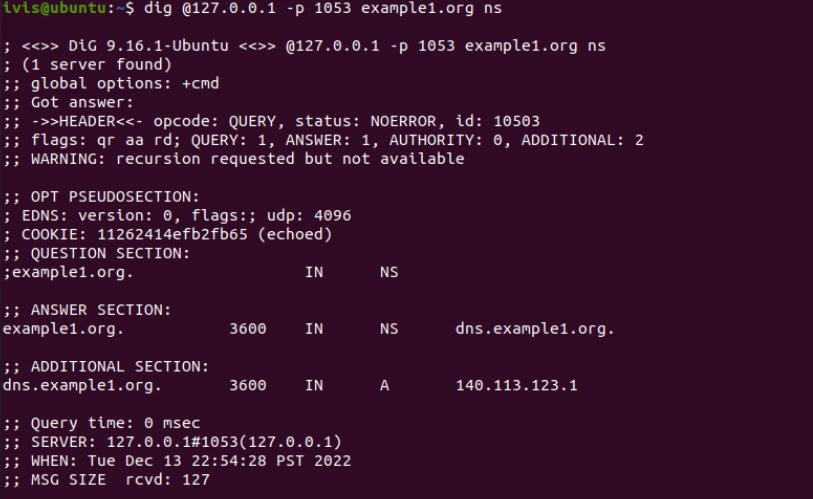 ivis@ubuntu:~$ dig @127.0.0.1 -p 1053 example1.org ns
; <<>> DiG 9.16.1-Ubuntu <<>> @127.0.0.1 -p 1053 example1.org ns
; (1 server found)
;; global options: +cmd
;; Got answer:
;; ->>HEADER<<- opcode: QUERY, status: NOERROR, id: 10503
;; flags: qr aa rd; QUERY: 1, ANSWER: 1, AUTHORITY: 0, ADDITIONAL: 2
;; WARNING: recursion requested but not available
;; OPT PSEUDOSECTION:
; EDNS: version: 0, flags:; udp: 4096
; COOKIE: 11262414efb2fb65 (echoed)
;; QUESTION SECTION:
;example1.org. IN NS
;; ANSWER SECTION:
example1.org. 3600 IN NS dns.example1.org.
;; ADDITIONAL SECTION:
dns.example1.org. 3600 IN A 140.113.123.1
;; Query time: 0 msec
;; SERVER: 127.0.0.1#1053(127.0.0.1)
;; WHEN: Tue Dec 13 22:54:28 PST 2022
;; MSG SIZE rcvd: 127